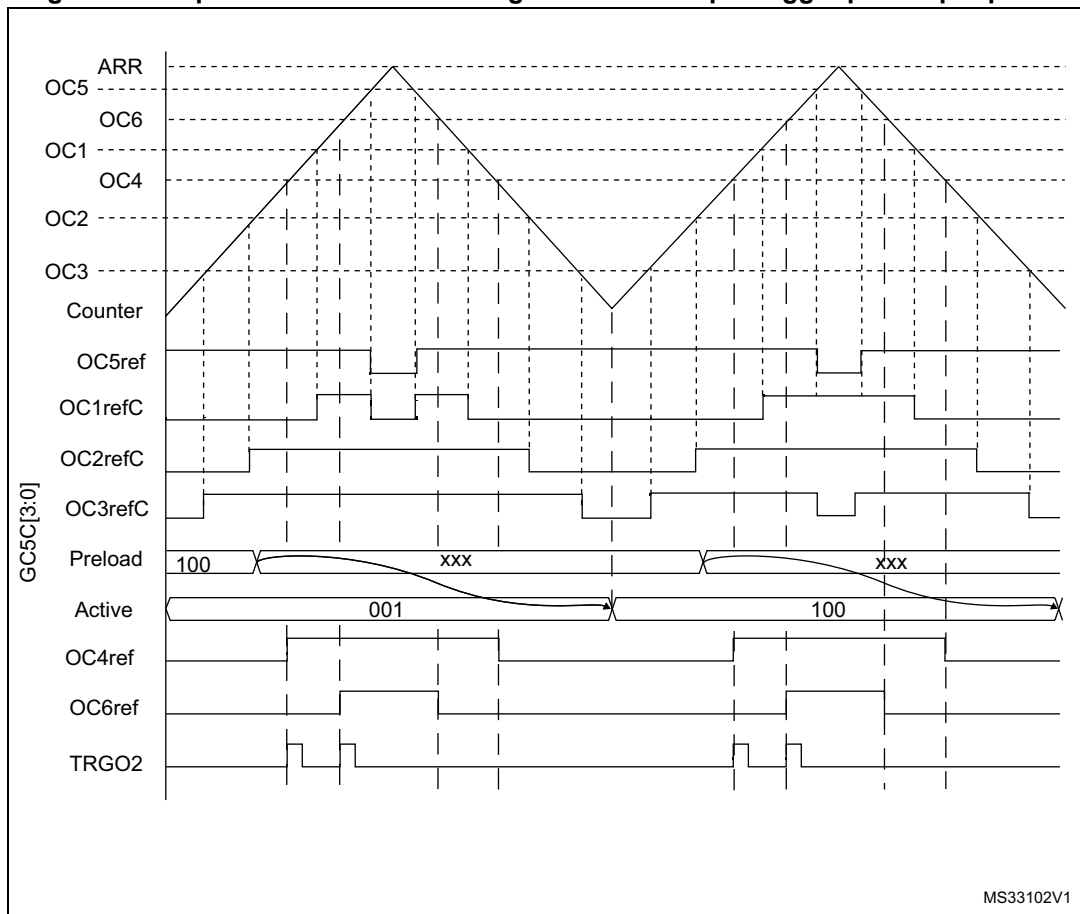 ARR
OC5
OC6
OC1
OC4
OC2
OC3
Counter
OC5ref
OC1refC
OC2refC
OC3refC
GC5C[3:0]
Preload 100 xxx xxx
Active 001 100
OC4ref
OC6ref
TRGO2
MS33102V1